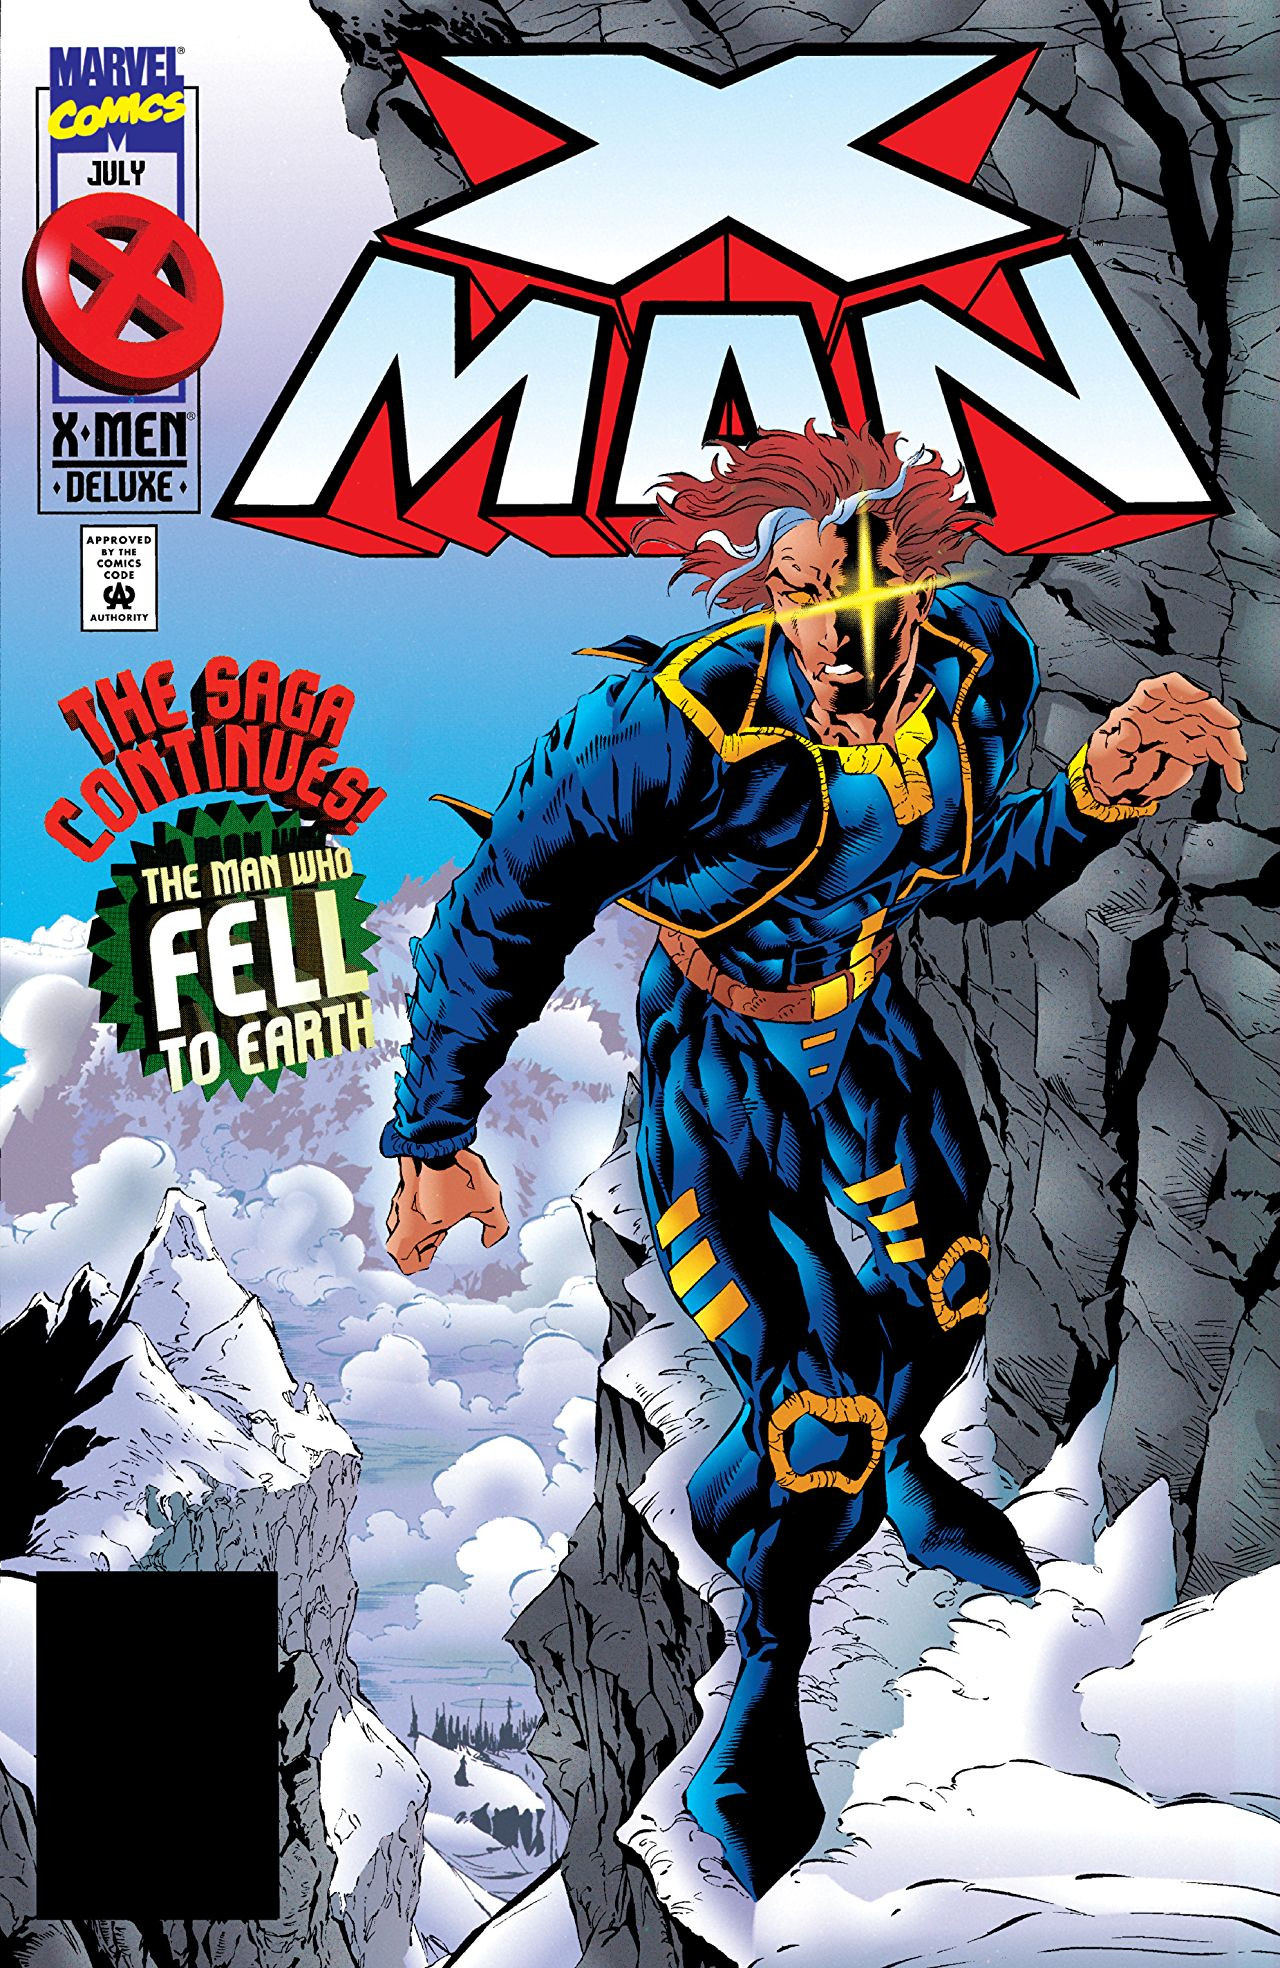 MARVEL®
COMICS
JULY
X•MEN®
•DELUXE•
APPROVED
BY THE
COMICS
CODE
CA
AUTHORITY
X
MAN
THE SAGA
CONTINUES!
THE MAN WHO
FELL
TO EARTH